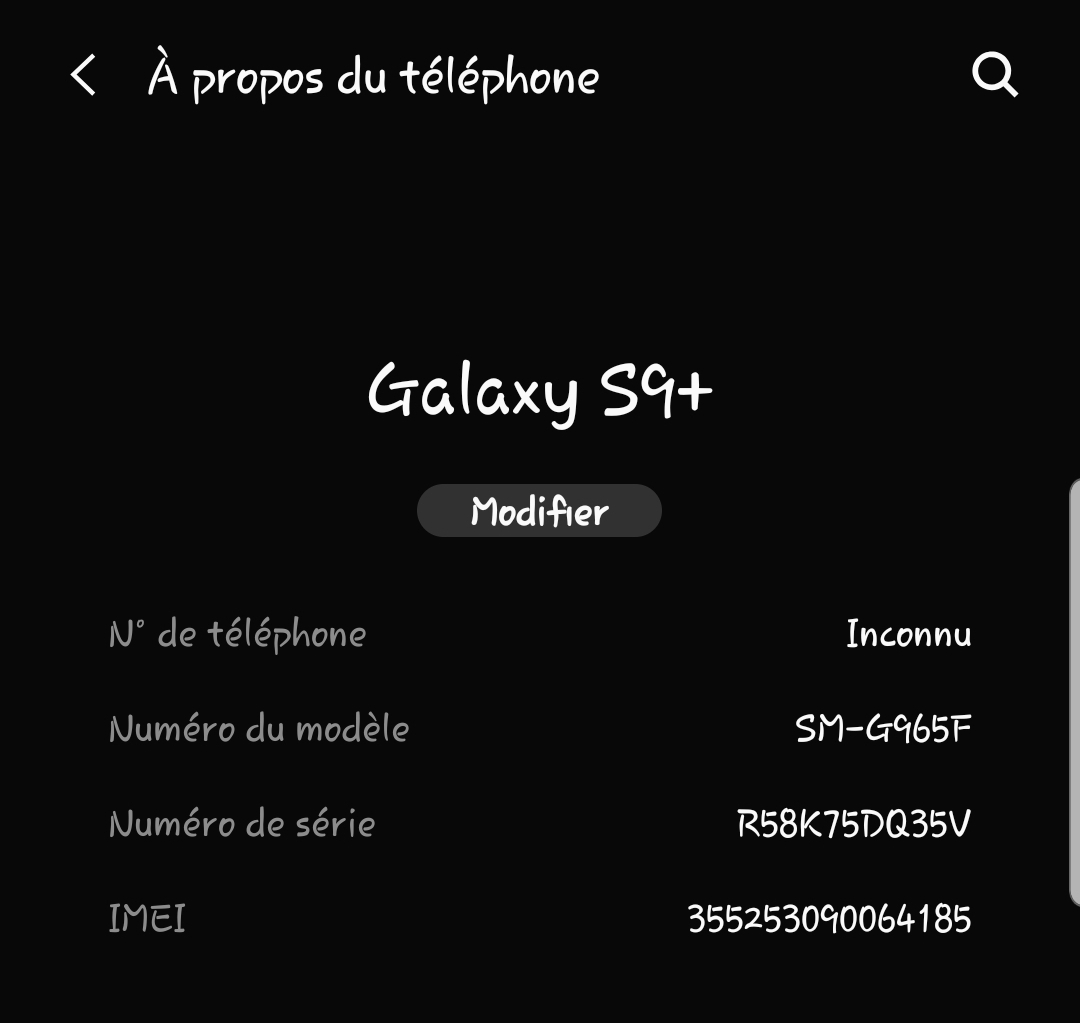 À propos du téléphone
Galaxy S9+
Modifier
N° de téléphone Inconnu
Numéro du modèle SM-G965F
Numéro de série R58K75DQ35V
IMEI 355253090064185